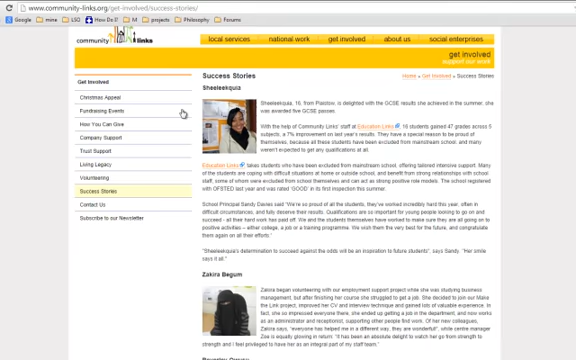 www.community-links.org/get-involved/success-stories/
Google mine LSO How Do I? M projects Philosophy Forums
community links
local services national work get involved about us social enterprises
get involved
support our work
Get Involved
Christmas Appeal
Fundraising Events
How You Can Give
Company Support
Trust Support
Living Legacy
Volunteering
Success Stories
Contact Us
Subscribe to our Newsletter
Success Stories
Home » Get Involved » Success Stories
Sheeleekquia
Sheeleekquia, 16, from Plaistow, is delighted with the GCSE results she achieved in the summer, she
was awarded five GCSE passes.
With the help of Community Links' staff at Education Links, 16 students gained 47 grades across 5
subjects, a 7% improvement on last year's results. They have a special reason to be proud of
themselves, because all these students have been excluded from mainstream school, and many
weren't expected to get any qualifications at all.
Education Links takes students who have been excluded from mainstream school, offering tailored intensive support. Many
of the students are coping with difficult situations at home or outside school, and benefit from strong relationships with
school staff, some of whom were excluded from school themselves and can act as strong positive role models. The school registered
with OFSTED last year and was rated 'GOOD' in its first inspection this summer.
School Principal Sandy Davies said "We're so proud of all the students, they've worked incredibly hard this year, often in
difficult circumstances, and fully deserve their results. Qualifications are so important for young people looking to go on and
succeed - all their hard work has paid off. We and the students themselves have worked to make sure they are all going on to
positive activities – either college, a job or a training programme. We wish them the very best for the future, and congratulate
them again on all their efforts."
"Sheeleekquia's determination to succeed against the odds will be an inspiration to future students", says Sandy "Her smile
says it all".
Zakira Begum
Zakira began volunteering with our employment support project while she was studying business
management, but after finishing her course she struggled to get a job. She decided to join our Make
the Link project, improved her CV and interview technique and gained lots of valuable experience. In
fact, she so impressed everyone there, she ended up getting a job in the department, and now works
as an administrator and receptionist, supporting other people find work. Of her new colleagues,
Zakira says, "everyone has helped me in a different way, they are wonderful!", while centre manager
Zoe is equally glowing in return: "It has been an absolute delight to watch her go from strength to
strength and I feel privileged to have her as an integral part of my staff team."